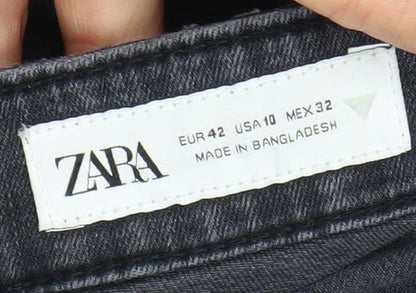 ZARA
EUR 42 USA 10 MEX 32
MADE IN BANGLADESH